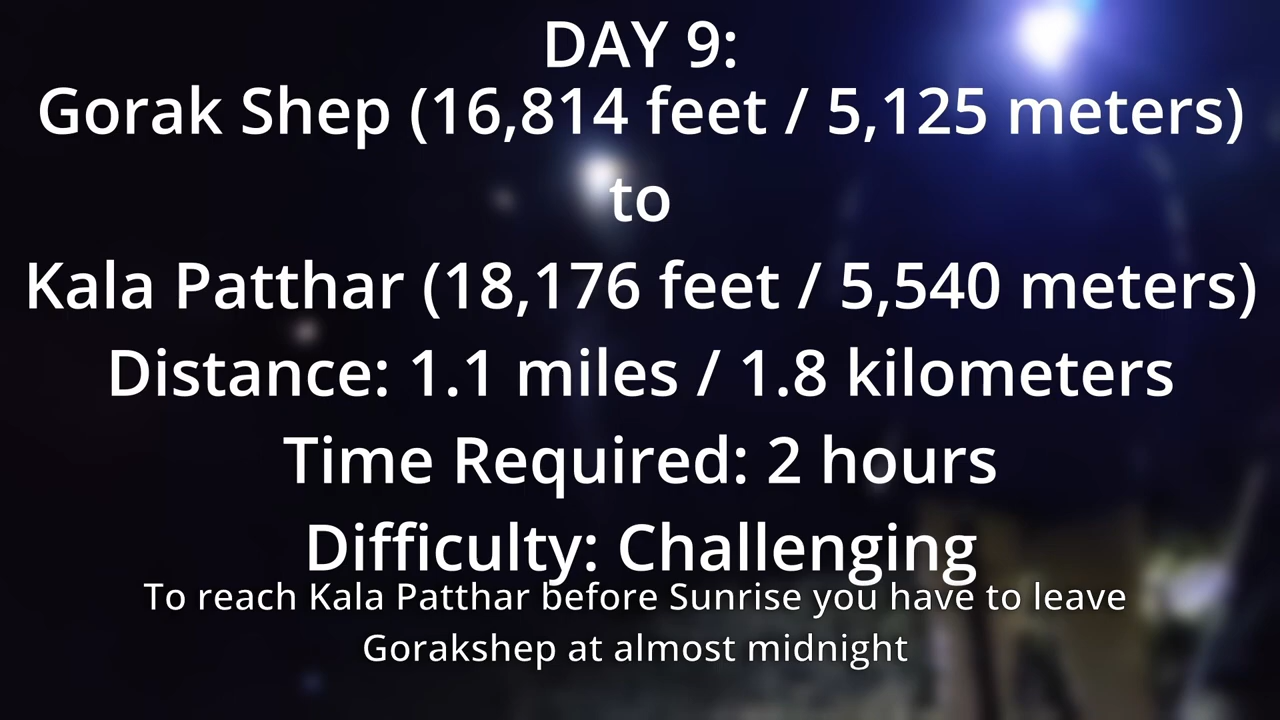 DAY 9:
Gorak Shep (16,814 feet / 5,125 meters)
to
Kala Patthar (18,176 feet / 5,540 meters)
Distance: 1.1 miles / 1.8 kilometers
Time Required: 2 hours
Difficulty: Challenging
To reach Kala Patthar before Sunrise you have to leave
Gorakshep at almost midnight